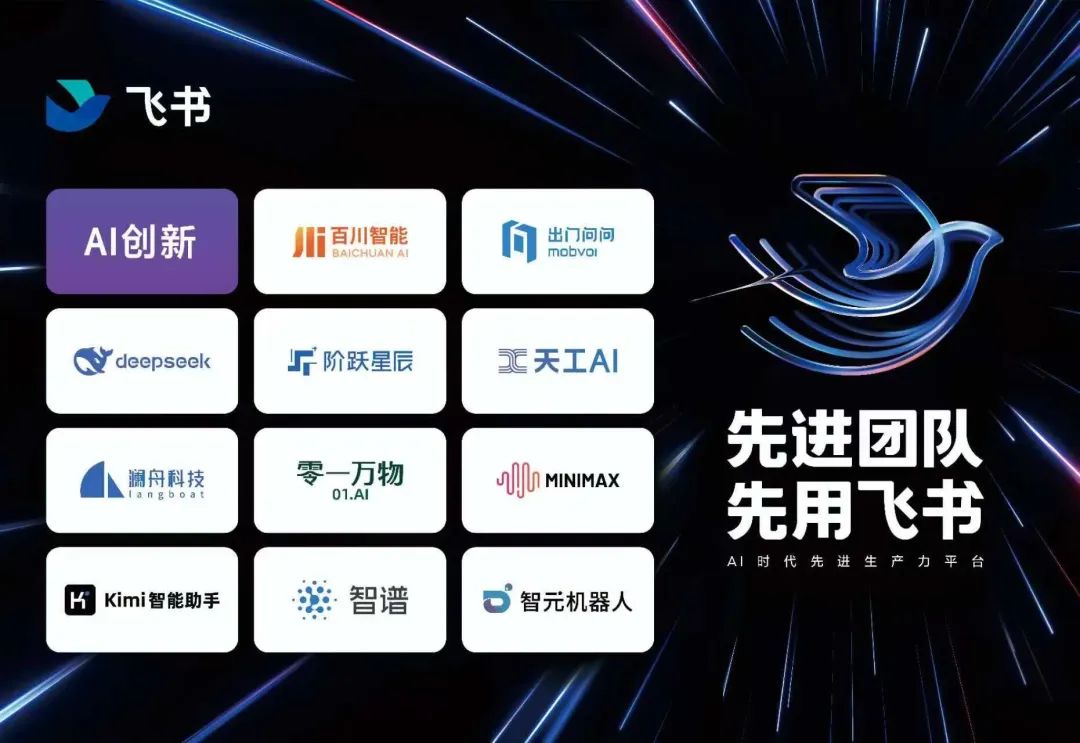 飞书
AI创新
百川智能
BAICHUAN AI
出门问问
mobvoi
deepseek
阶跃星辰
天工AI
澜舟科技
langboat
零一万物
01.AI
MINIMAX
Kimi智能助手
智谱
智元机器人
先进团队
先用飞书
AI时代先进生产力平台